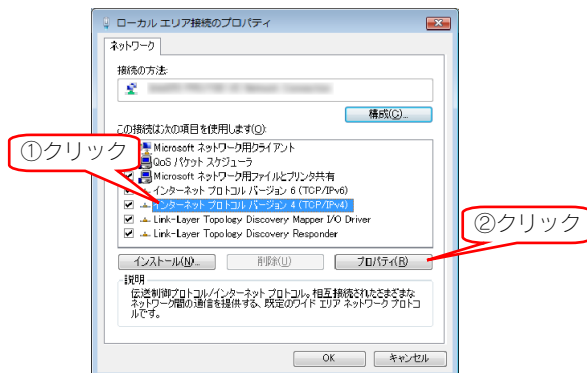 ローカル エリア接続のプロパティ
ネットワーク
接続の方法:
構成(C)...
この接続は次の項目を使用します(O):
①クリック
Microsoft ネットワーク用クライアント
QoS パケット スケジューラ
Microsoft ネットワーク用ファイルとプリンタ共有
インターネット プロトコル バージョン 6 (TCP/IPv6)
インターネット プロトコル バージョン 4 (TCP/IPv4)
Link-Layer Topology Discovery Mapper I/O Driver
Link-Layer Topology Discovery Responder
②クリック
インストール(N)...
削除(U)
プロパティ(R)
説明
伝送制御プロトコル/インターネット プロトコル。相互接続されたさまざまな
ネットワーク間の通信を提供する、既定のワイド エリア ネットワーク プロトコ
ルです。
OK
キャンセル